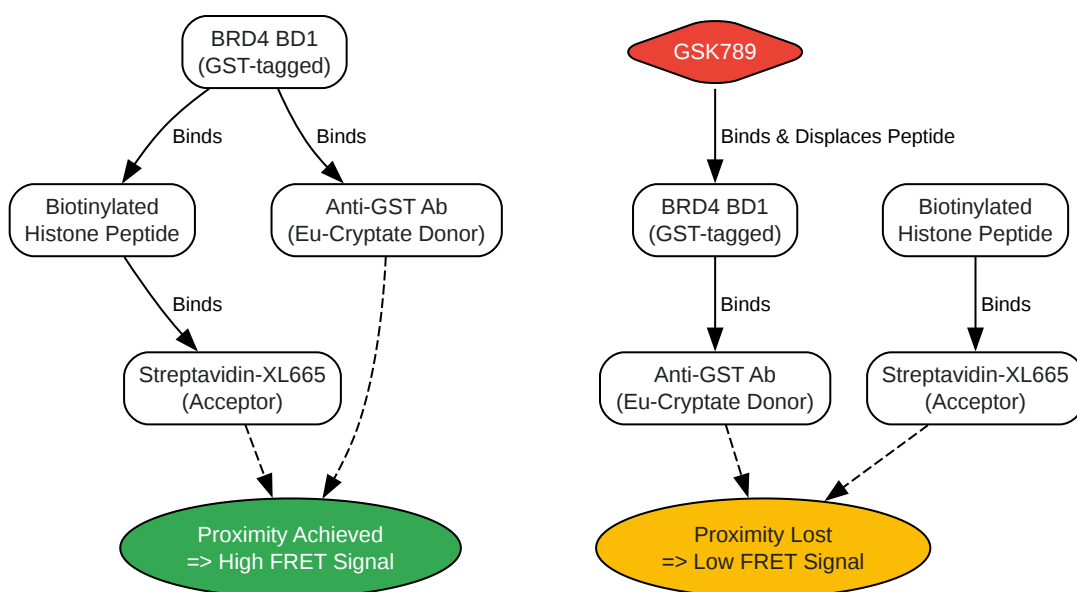 BRD4 BD1
(GST-tagged)
Binds
Binds
Biotinylated
Histone Peptide
Anti-GST Ab
(Eu-Cryptate Donor)
Binds
Streptavidin-XL665
(Acceptor)
Proximity Achieved
=> High FRET Signal
GSK789
Binds & Displaces Peptide
BRD4 BD1
(GST-tagged)
Biotinylated
Histone Peptide
Binds
Binds
Anti-GST Ab
(Eu-Cryptate Donor)
Streptavidin-XL665
(Acceptor)
Proximity Lost
=> Low FRET Signal